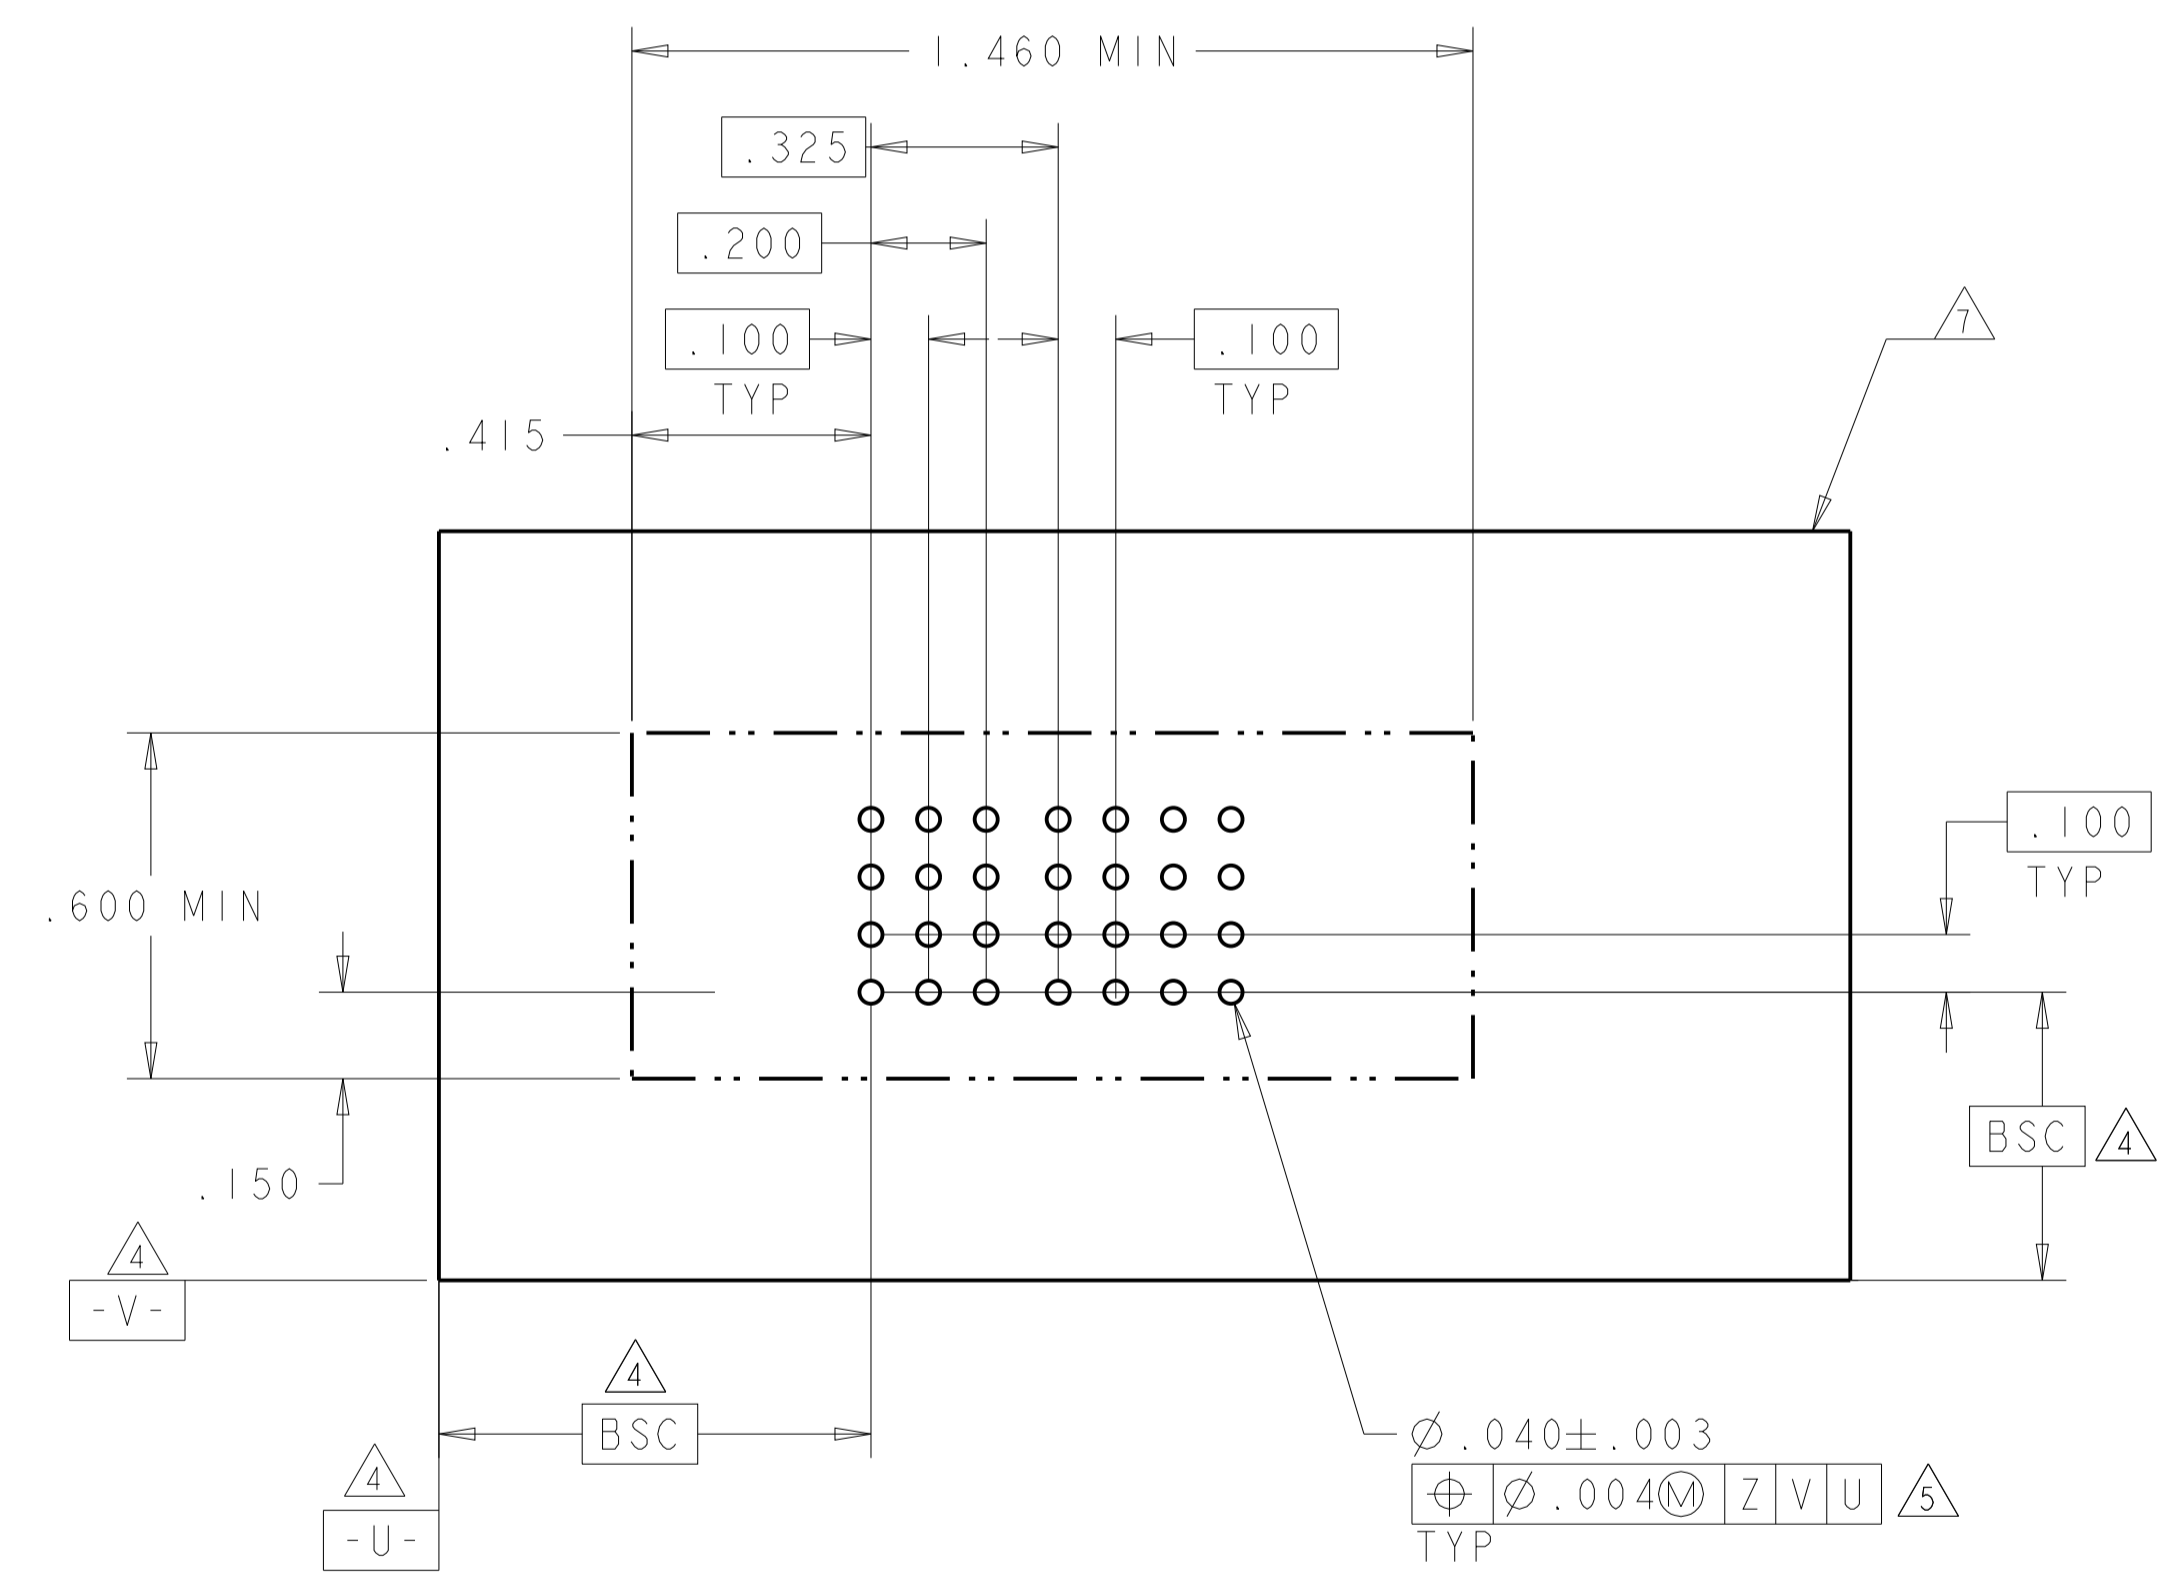 1.460 MIN
.325
.200
.100
TYP
.100
TYP
7
.415
.100
TYP
.600 MIN
BSC
4
.150
4
-V-
4
BSC
4
-U-
Ø.040±.003
⌖ Ø.004Ⓜ Z V U
5
TYP